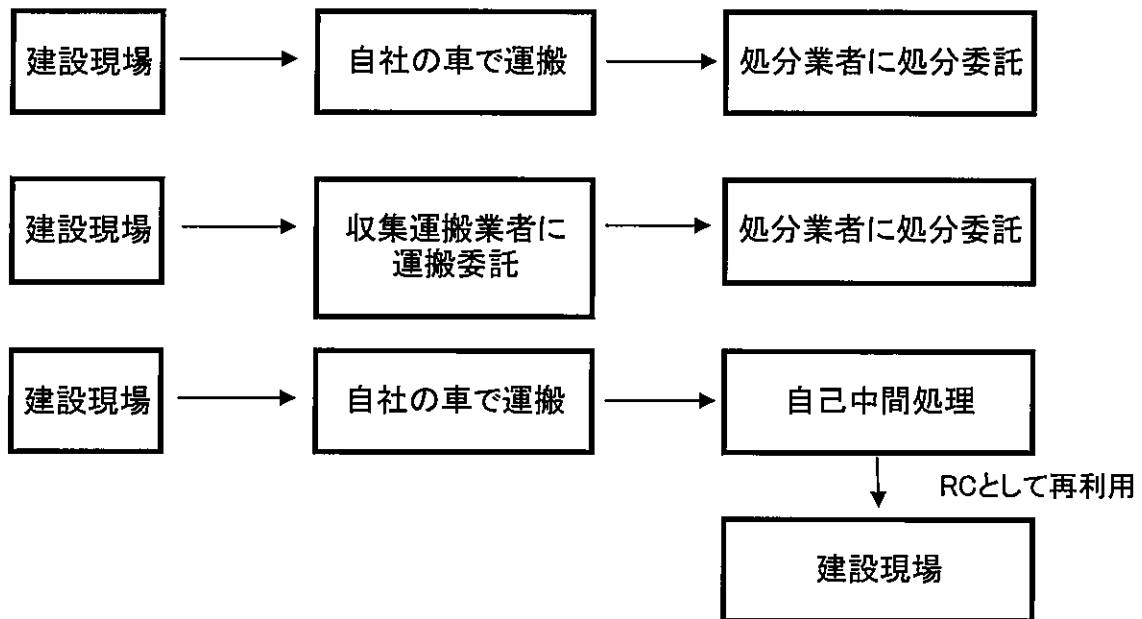 建設現場
自社の車で運搬
処分業者に処分委託
建設現場
収集運搬業者に
運搬委託
処分業者に処分委託
建設現場
自社の車で運搬
自己中間処理
RCとして再利用
建設現場